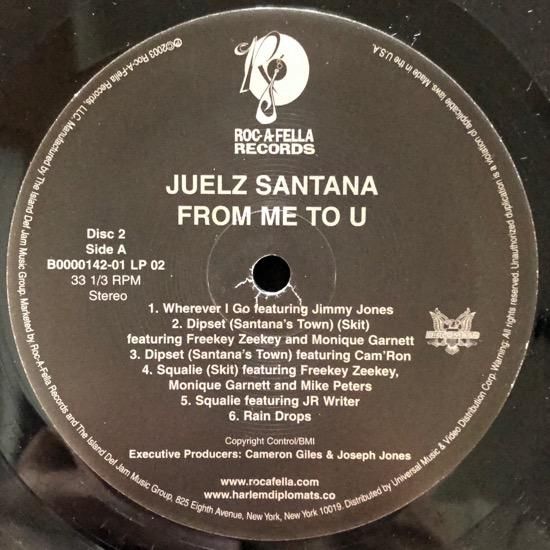 R
ROC-A-FELLA
RECORDS
JUELZ SANTANA
FROM ME TO U
Disc 2
Side A
B0000142-01 LP 02
33 1/3 RPM
Stereo
1. Wherever I Go featuring Jimmy Jones
2. Dipset (Santana's Town) (Skit)
featuring Freekey Zeekey and Monique Garnett
3. Dipset (Santana's Town) featuring Cam'Ron
4. Squalie (Skit) featuring Freekey Zeekey,
Monique Garnett and Mike Peters
5. Squalie featuring JR Writer
6. Rain Drops
Copyright Control/BMI
Executive Producers: Cameron Giles & Joseph Jones
www.rocafella.com
www.harlemdiplomats.co
℗©2003 Roc-A-Fella Records, LLC. Manufactured by The Island Def Jam Music Group. Marketed by Roc-A-Fella Records and The Island Def Jam Music Group, 825 Eighth Avenue, New York, New York 10019. Distributed by Universal Music & Video Distribution Corp. Warning: All rights reserved. Unauthorized duplication is a violation of applicable laws. Made in the U.S.A.